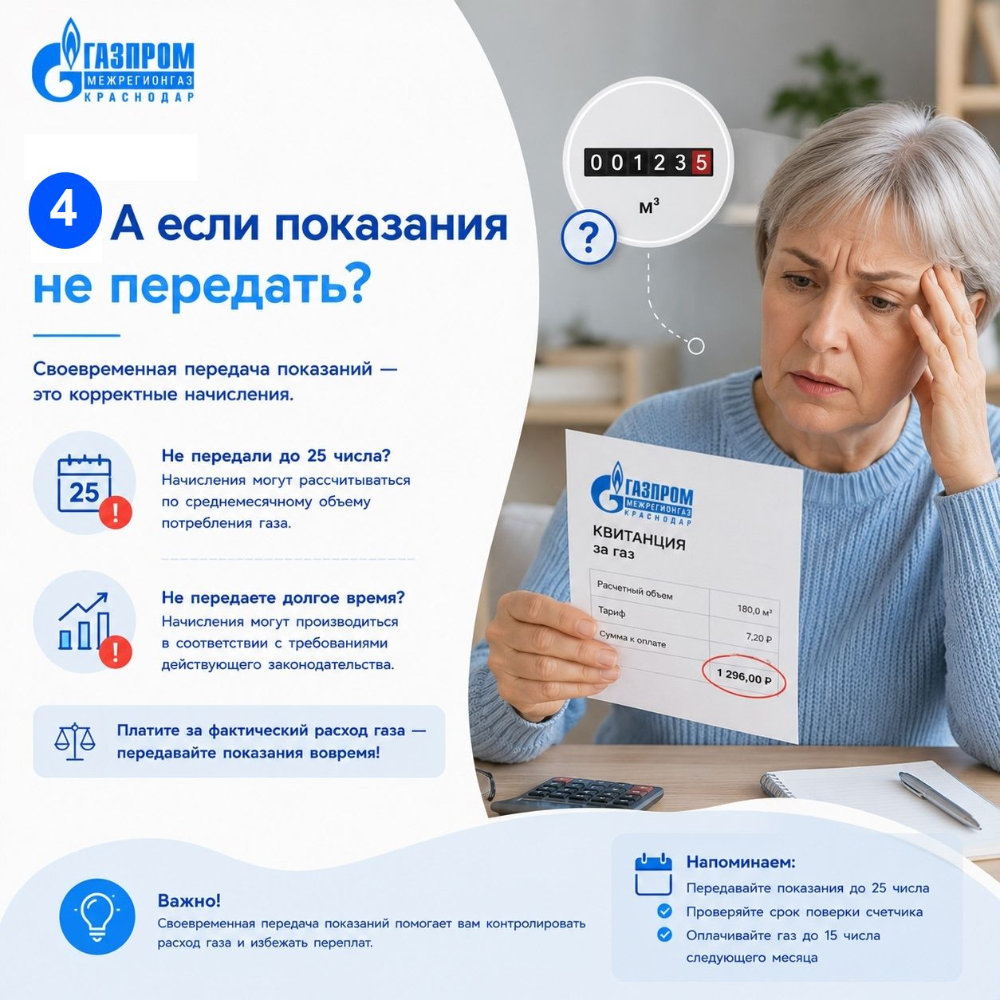 ГАЗПРОМ
МЕЖРЕГИОНГАЗ
КРАСНОДАР
4 А если показания
не передать?
Своевременная передача показаний —
это корректные начисления.
25
!
Не передали до 25 числа?
Начисления могут рассчитываться
по среднемесячному объему
потребления газа.
!
Не передаете долгое время?
Начисления могут производиться
в соответствии с требованиями
действующего законодательства.
Платите за фактический расход газа —
передавайте показания вовремя!
001235
м³
?
ГАЗПРОМ
МЕЖРЕГИОНГАЗ
КРАСНОДАР
КВИТАНЦИЯ
за газ
Расчетный объем 180,0 м³
Тариф 7,20 ₽
Сумма к оплате
1 296,00 ₽
Важно!
Своевременная передача показаний помогает вам контролировать
расход газа и избежать переплат.
Напоминаем:
Передавайте показания до 25 числа
Проверяйте срок поверки счетчика
Оплачивайте газ до 15 числа
следующего месяца